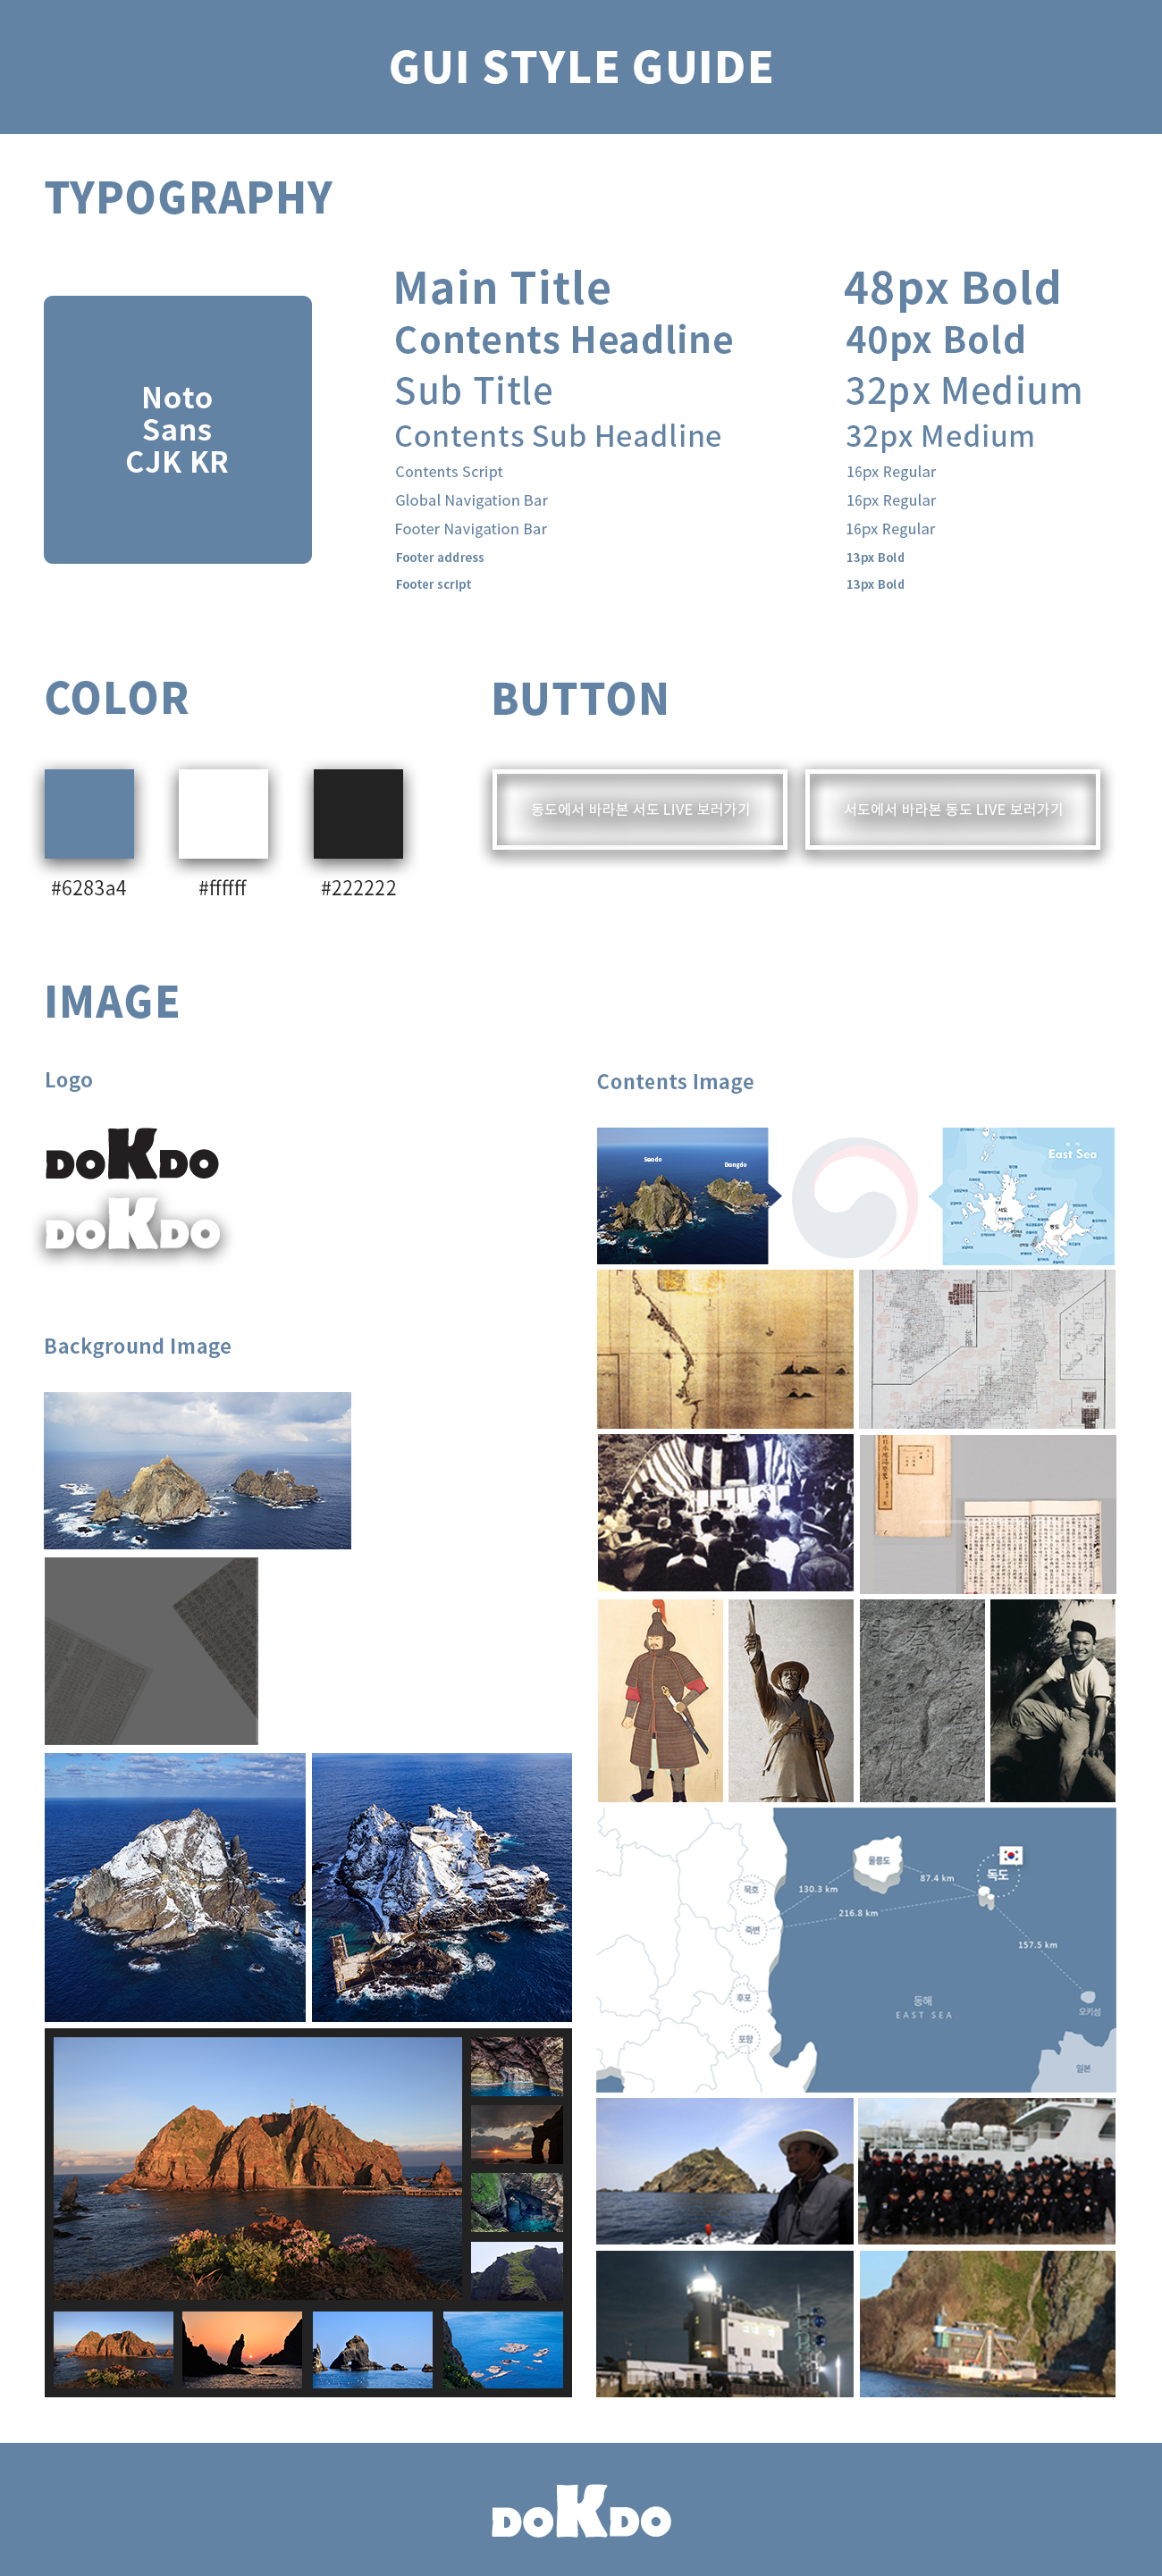 GUI STYLE GUIDE
TYPOGRAPHY
Noto
Sans
CJK KR
Main Title
48px Bold
Contents Headline
40px Bold
Sub Title
32px Medium
Contents Sub Headline
32px Medium
Contents Script
16px Regular
Global Navigation Bar
16px Regular
Footer Navigation Bar
16px Regular
Footer address
13px Bold
Footer script
13px Bold
COLOR
BUTTON
동도에서 바라본 서도 LIVE 보러가기
서도에서 바라본 동도 LIVE 보러가기
#6283a4
#ffffff
#222222
IMAGE
Logo
DOKDO
DOKDO
Contents Image
Seodo
Dongdo
East Sea
서도
동도
Background Image
울릉도
독도
묵호
130.3 km
87.4 km
216.8 km
죽변
157.5 km
후포
동해
EAST SEA
오키섬
포항
일본
DOKDO